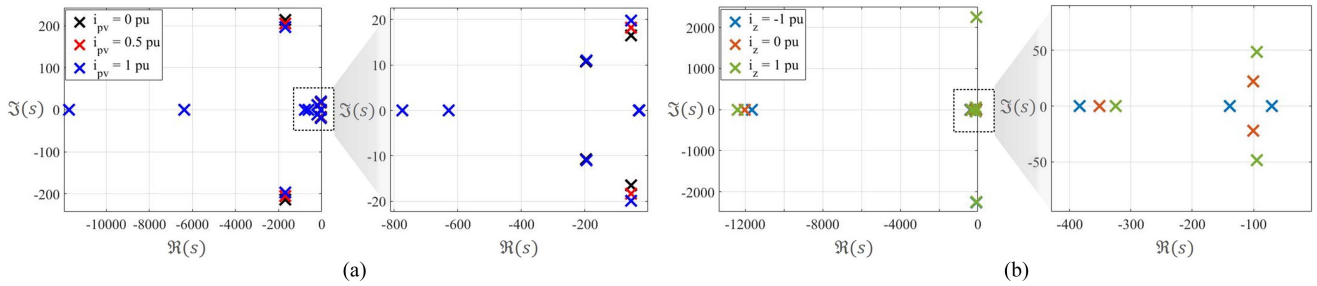 i_pv = 0 pu
i_pv = 0.5 pu
i_pv = 1 pu
200
100
0
-100
-200
ℑ(s)
-10000 -8000 -6000 -4000 -2000 0
ℜ(s)
20
10
0
-10
-20
ℑ(s)
-800 -600 -400 -200
ℜ(s)
(a)
i_z = -1 pu
i_z = 0 pu
i_z = 1 pu
2000
1000
0
-1000
-2000
ℑ(s)
-12000 -8000 -4000 0
ℜ(s)
50
0
-50
ℑ(s)
-400 -300 -200 -100
ℜ(s)
(b)